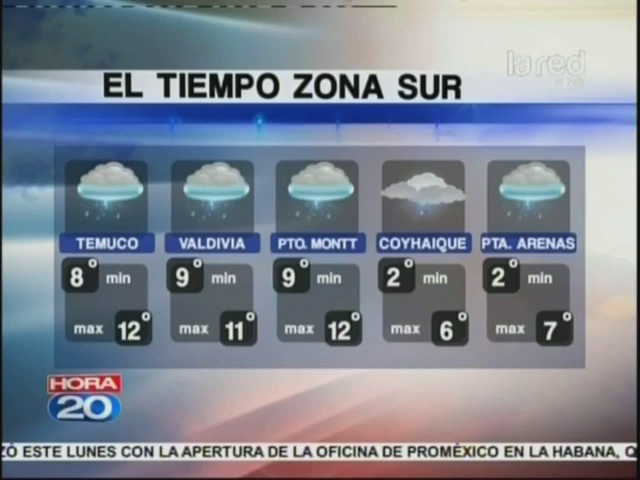 EL TIEMPO ZONA SUR
la red
TEMUCO VALDIVIA PTO. MONTT COYHAIQUE PTA. ARENAS
8° min 9° min 9° min 2° min 2° min
max 12° max 11° max 12° max 6° max 7°
HORA
20
ZÓ ESTE LUNES CON LA APERTURA DE LA OFICINA DE PROMÉXICO EN LA HABANA, Q